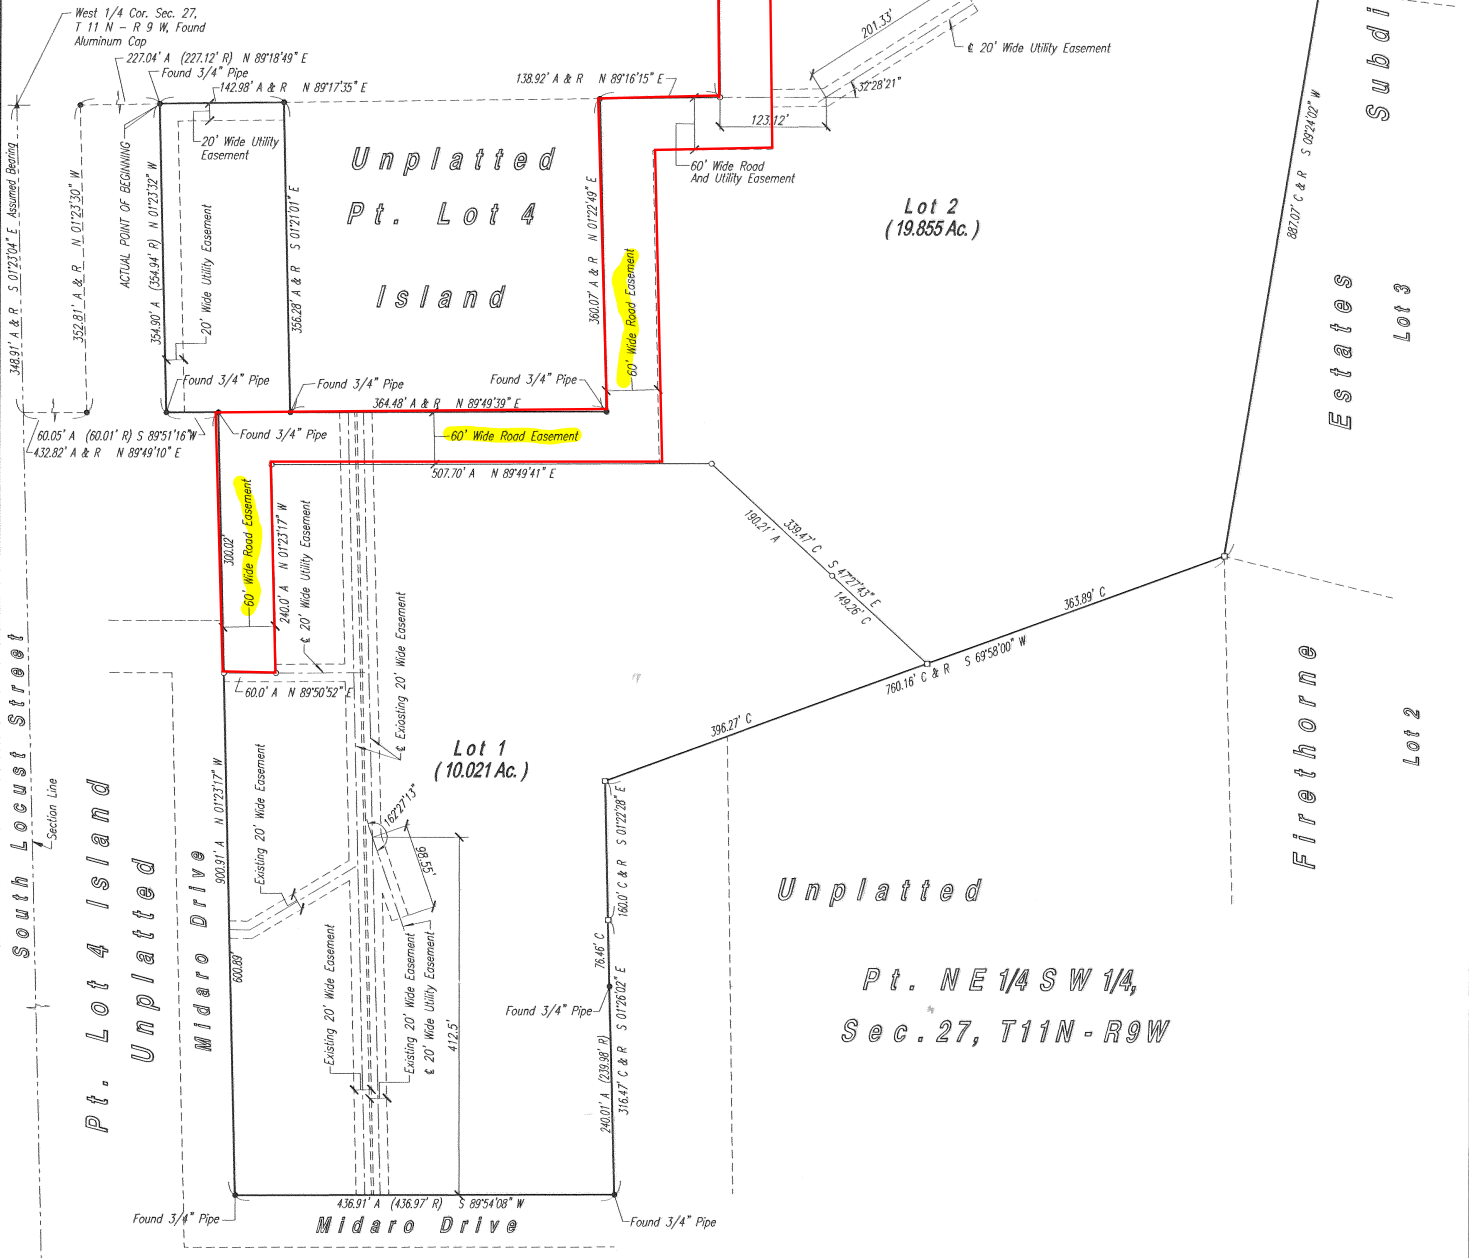 West 1/4 Cor. Sec. 27,
T 11 N - R 9 W, Found
Aluminum Cap
227.04' A (227.12' R) N 89°18'49" E
Found 3/4" Pipe
142.98' A & R N 89°17'35" E
138.92' A & R N 89°16'15" E
201.33'
℄ 20' Wide Utility Easement
32°28'21"
123.12'
20' Wide Utility
Easement
60' Wide Road
And Utility Easement
Unplatted
Pt. Lot 4
Island
Lot 2
(19.855 Ac.)
348.91' A & R S 01°23'04" E Assumed Bearing
352.81' A & R N 01°23'30" W
ACTUAL POINT OF BEGINNING
354.90' A (354.94' R) N 01°23'32" W
20' Wide Utility Easement
356.28' A & R S 01°21'01" E
360.07' A & R N 01°22'49" E
60' Wide Road Easement
887.07' C & R S 09°24'02" W
Subdi
Estates
Lot 3
Found 3/4" Pipe
Found 3/4" Pipe
Found 3/4" Pipe
364.48' A & R N 89°49'39" E
60.05' A (60.01' R) S 89°51'16"W
432.82' A & R N 89°49'10" E
Found 3/4" Pipe
60' Wide Road Easement
507.70' A N 89°49'41" E
300.02'
60' Wide Road Easement
240.0' A N 01°23'17" W
℄ 20' Wide Utility Easement
190.21' A
339.47' C S 47°27'43" E
149.26' C
363.89' C
760.16' C & R S 69°58'00" W
396.27' C
60.0' A N 89°50'52" E
℄ Exiosting 20' Wide Easement
Lot 1
(10.021 Ac.)
South Locust Street
Section Line
Pt. Lot 4 Island
Unplatted
Midaro Drive
900.91' A N 01°23'17" W
600.89'
Existing 20' Wide Easement
162°27'13"
98.55'
412.5'
Existing 20' Wide Easement
Existing 20' Wide Easement
℄ 20' Wide Utility Easement
160.0' C & R S 01°22'28" E
76.46' C
Found 3/4" Pipe
240.01' A (239.98' R)
316.47' C & R S 01°26'02" E
Firethorne
Lot 2
Unplatted
Pt. NE 1/4 SW 1/4,
Sec. 27, T11N - R9W
436.91' A (436.97' R) S 89°54'08" W
Found 3/4" Pipe
Midaro Drive
Found 3/4" Pipe